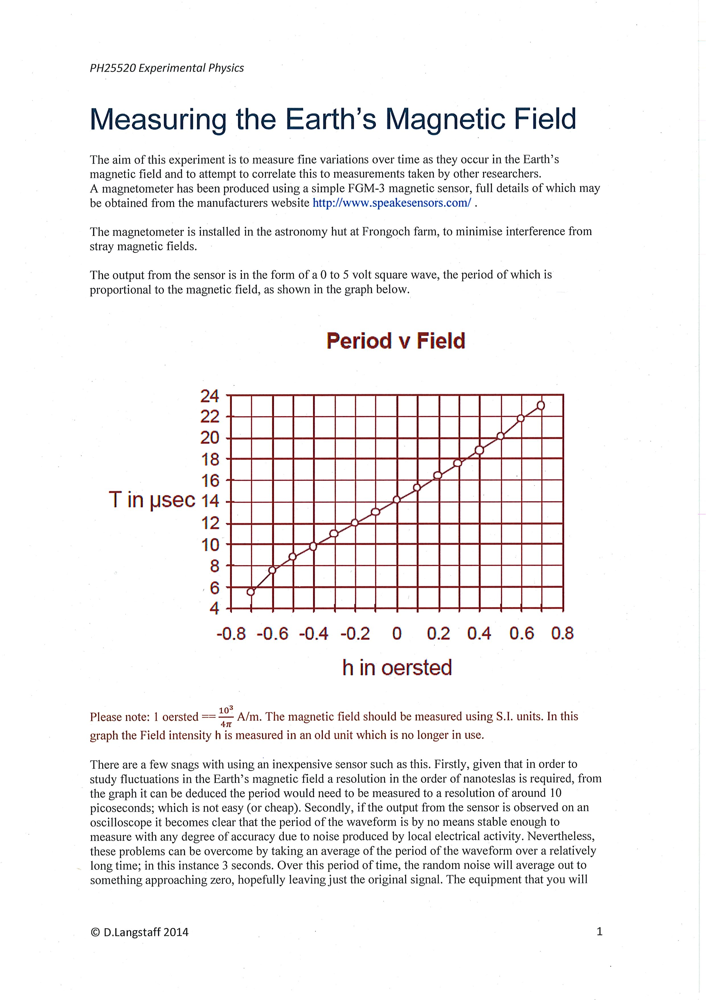 PH25520 Experimental Physics
Measuring the Earth’s Magnetic Field
The aim of this experiment is to measure fine variations over time as they occur in the Earth’s
magnetic field and to attempt to correlate this to measurements taken by other researchers.
A magnetometer has been produced using a simple FGM-3 magnetic sensor, full details of which may
be obtained from the manufacturers website http://www.speakesensors.com/ .
The magnetometer is installed in the astronomy hut at Frongoch farm, to minimise interference from
stray magnetic fields.
The output from the sensor is in the form of a 0 to 5 volt square wave, the period of which is
proportional to the magnetic field, as shown in the graph below.
Period v Field
24
22
20
18
16
T in µsec 14
12
10
8
6
4
-0.8 -0.6 -0.4 -0.2 0 0.2 0.4 0.6 0.8
h in oersted
Please note: 1 oersted == 10³/4π A/m. The magnetic field should be measured using S.I. units. In this
graph the Field intensity h is measured in an old unit which is no longer in use.
There are a few snags with using an inexpensive sensor such as this. Firstly, given that in order to
study fluctuations in the Earth’s magnetic field a resolution in the order of nanoteslas is required, from
the graph it can be deduced the period would need to be measured to a resolution of around 10
picoseconds; which is not easy (or cheap). Secondly, if the output from the sensor is observed on an
oscilloscope it becomes clear that the period of the waveform is by no means stable enough to
measure with any degree of accuracy due to noise produced by local electrical activity. Nevertheless,
these problems can be overcome by taking an average of the period of the waveform over a relatively
long time; in this instance 3 seconds. Over this period of time, the random noise will average out to
something approaching zero, hopefully leaving just the original signal. The equipment that you will
© D.Langstaff 2014 1